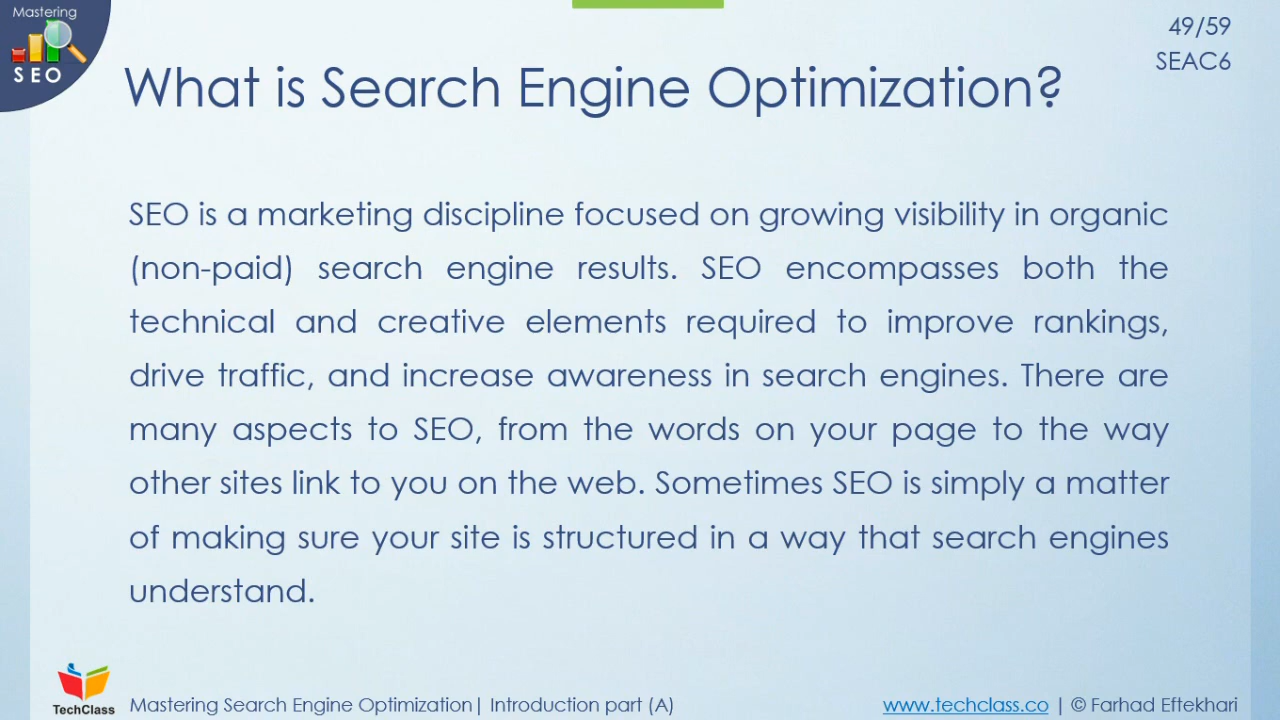 Mastering
SEO
49/59
SEAC6
What is Search Engine Optimization?
SEO is a marketing discipline focused on growing visibility in organic
(non-paid) search engine results. SEO encompasses both the
technical and creative elements required to improve rankings,
drive traffic, and increase awareness in search engines. There are
many aspects to SEO, from the words on your page to the way
other sites link to you on the web. Sometimes SEO is simply a matter
of making sure your site is structured in a way that search engines
understand.
TechClass
Mastering Search Engine Optimization| Introduction part (A)
www.techclass.co | © Farhad Eftekhari